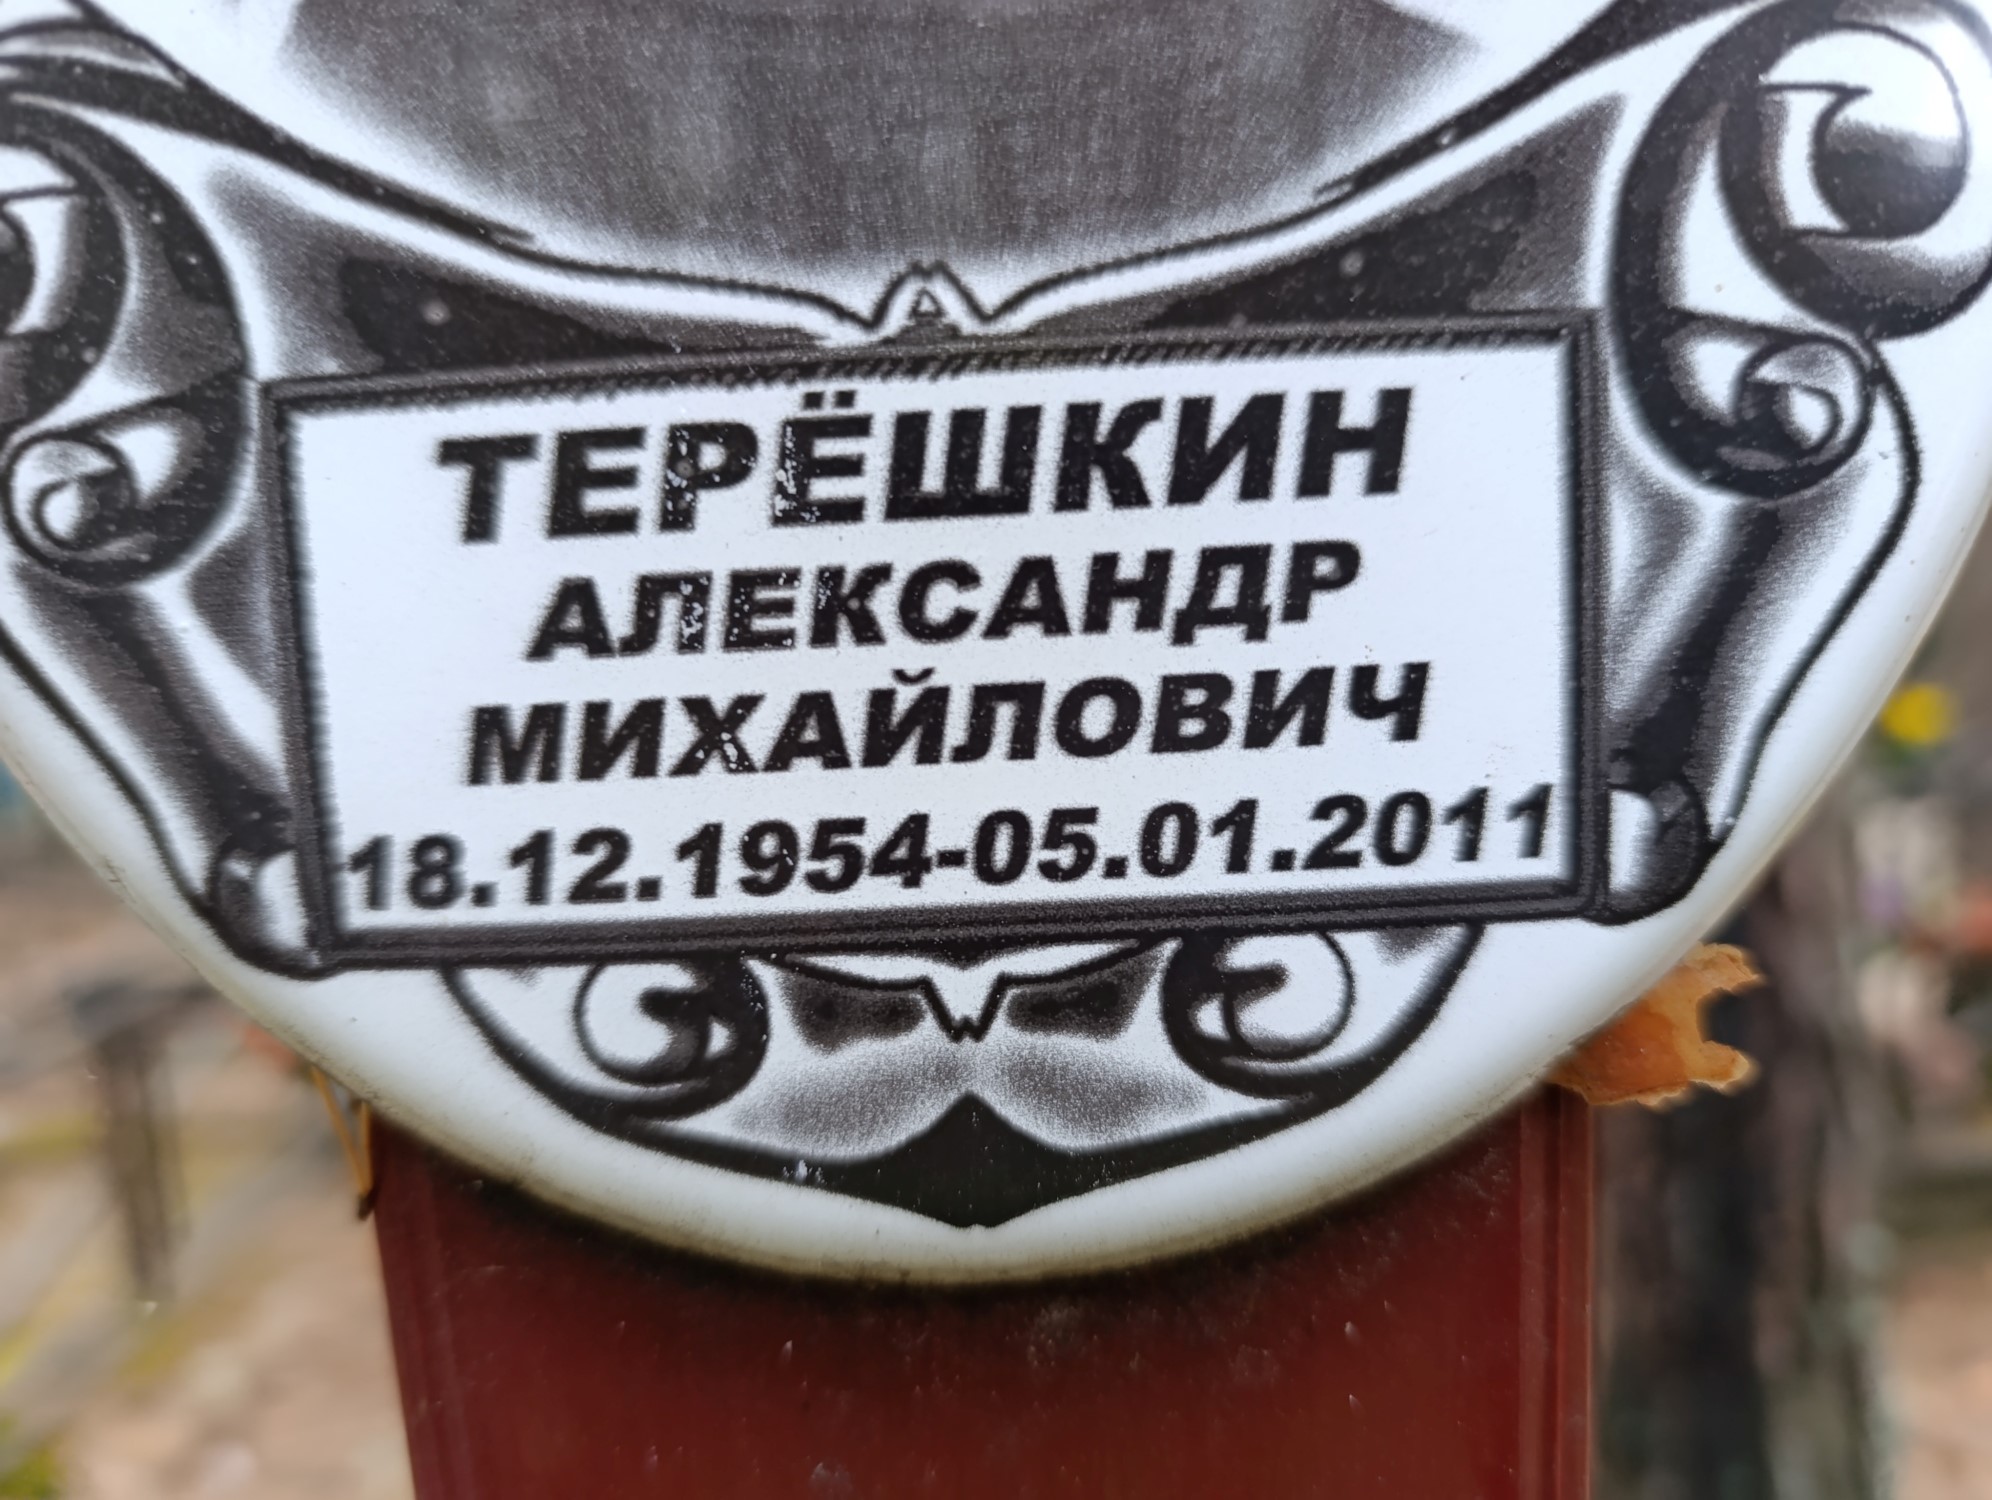 ТЕРЁШКИН
АЛЕКСАНДР
МИХАЙЛОВИЧ
18.12.1954-05.01.2011